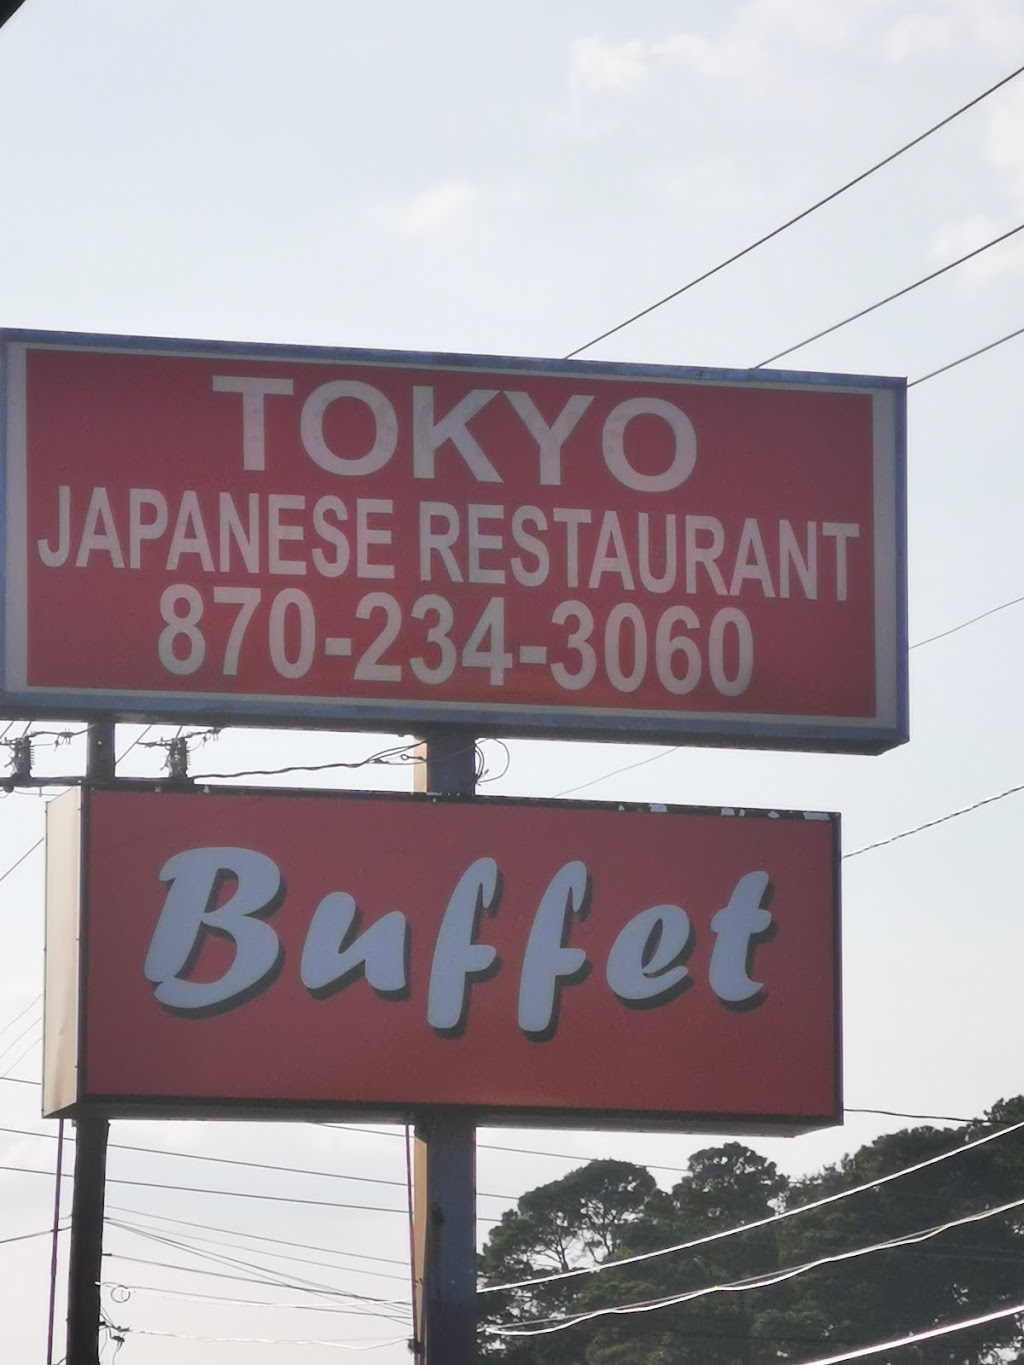 TOKYO
JAPANESE RESTAURANT
870-234-3060
Buffet